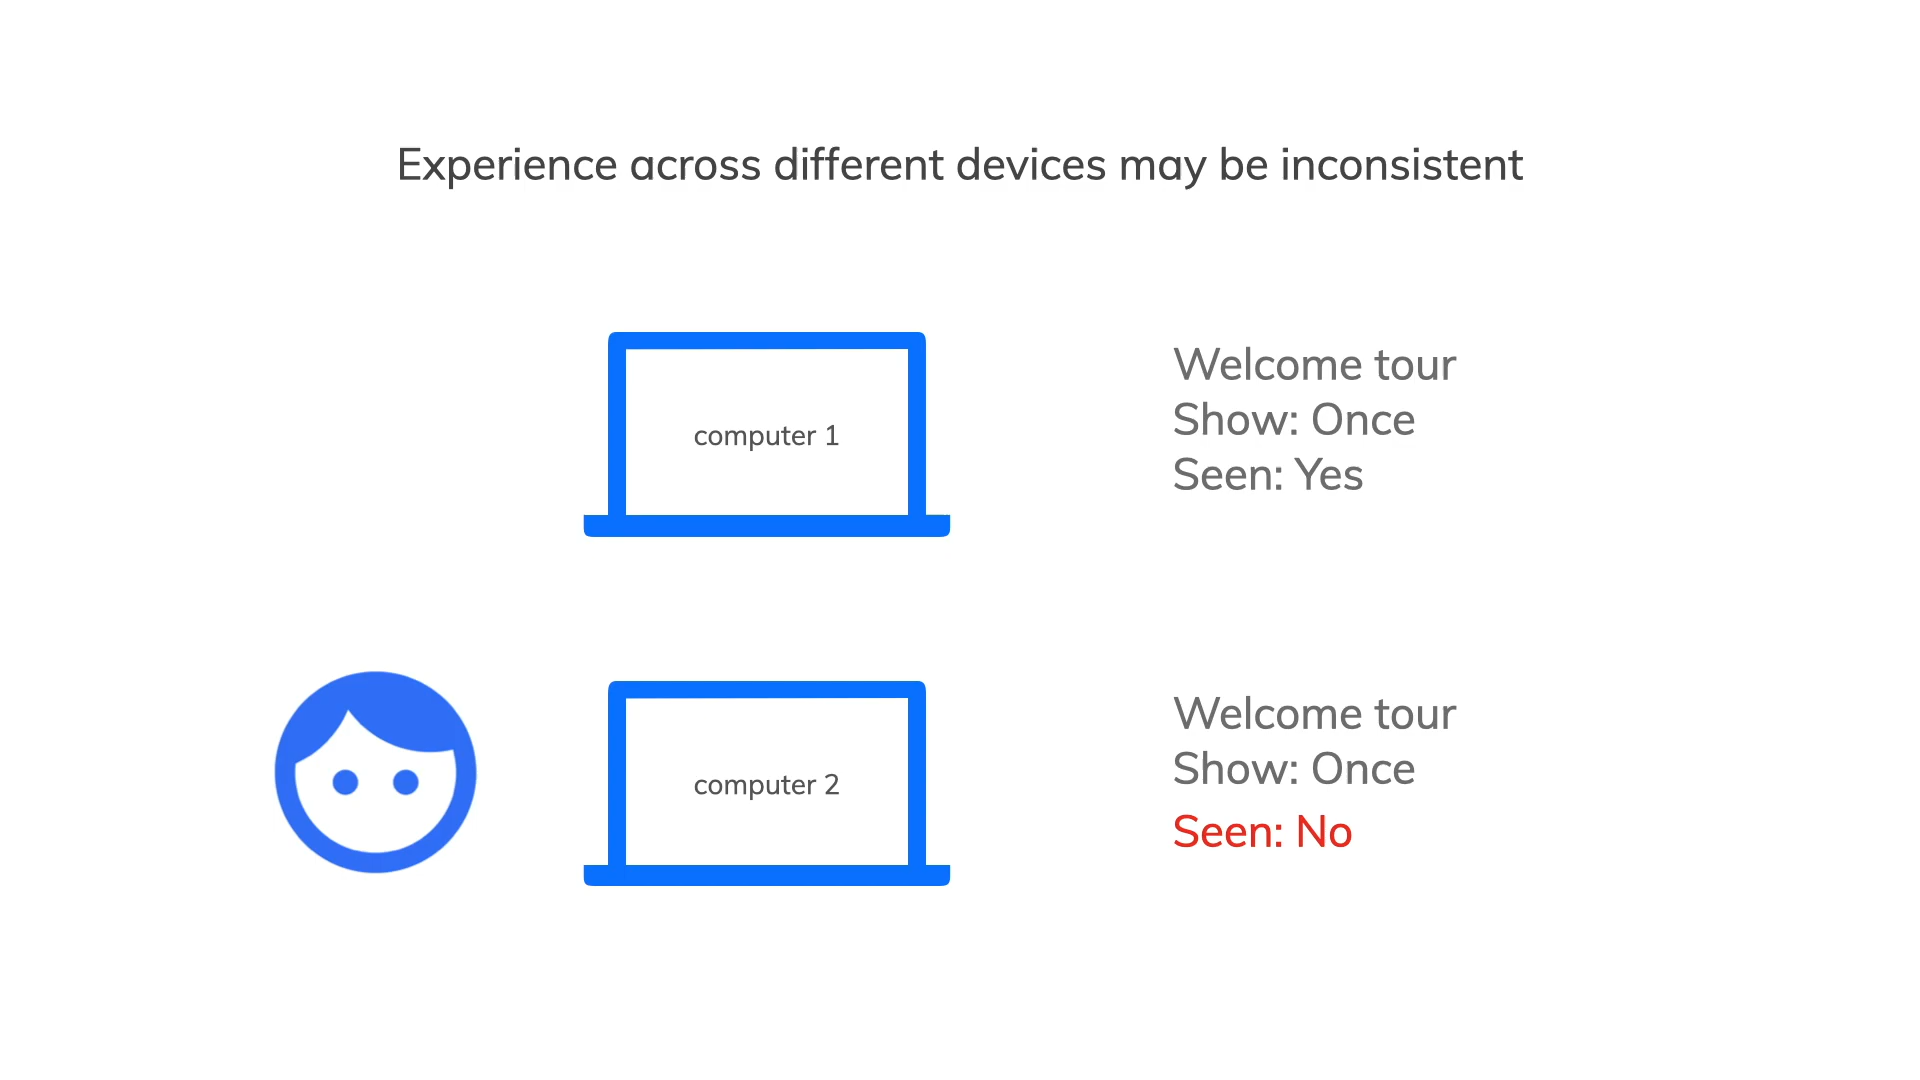 Experience across different devices may be inconsistent
computer 1
Welcome tour
Show: Once
Seen: Yes
computer 2
Welcome tour
Show: Once
Seen: No